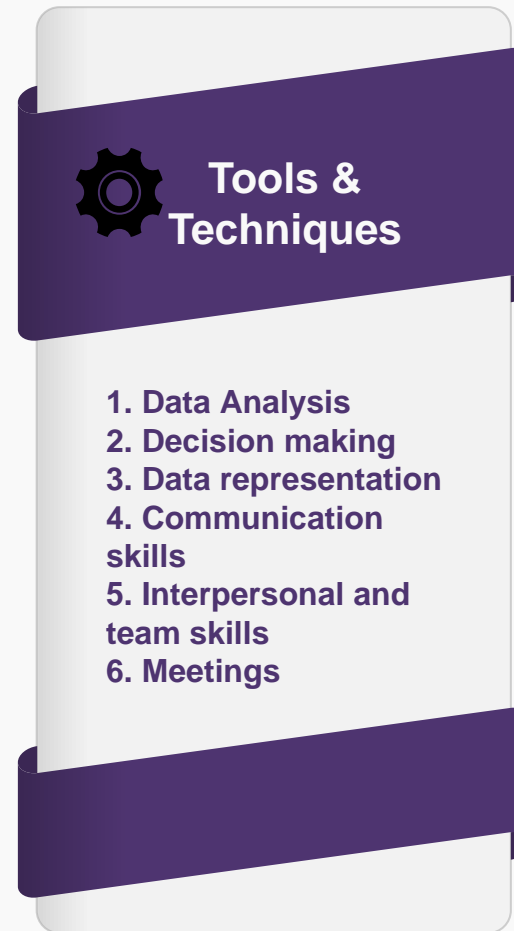 Tools &
Techniques
1. Data Analysis
2. Decision making
3. Data representation
4. Communication
skills
5. Interpersonal and
team skills
6. Meetings